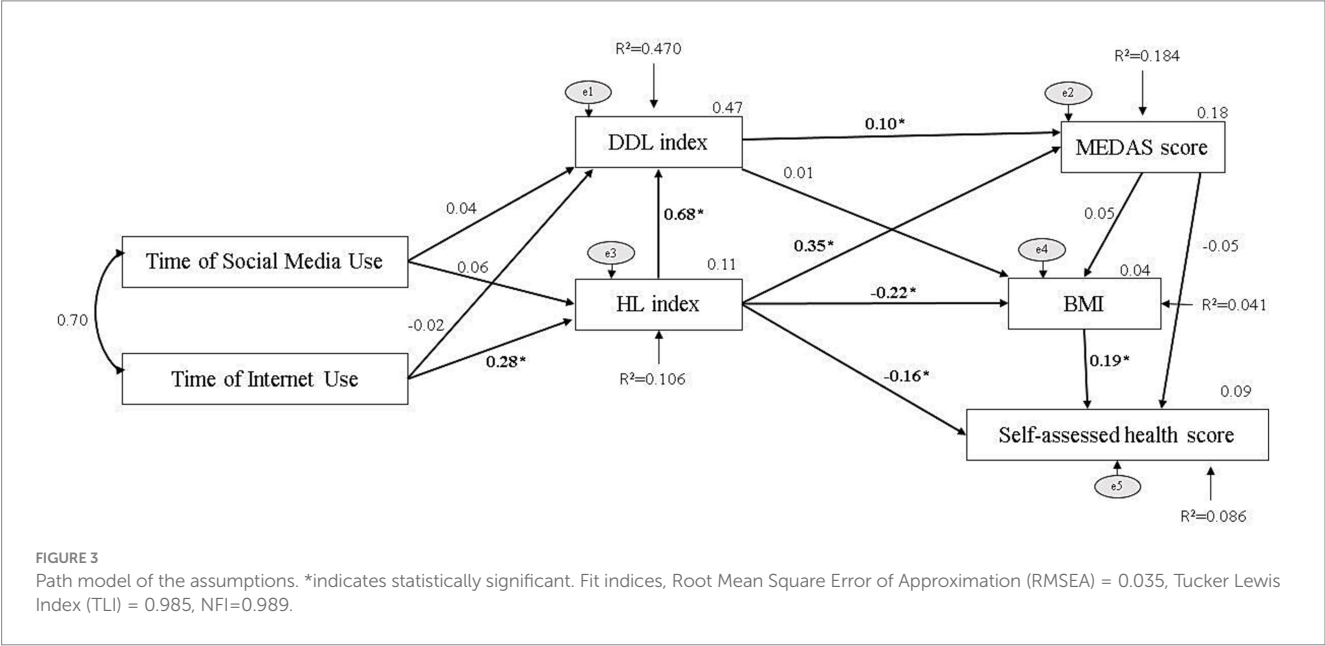 R²=0.470
R²=0.184
e1
e2
0.47
0.18
DDL index
0.10*
MEDAS score
0.01
0.04
0.68*
0.05
-0.05
0.35*
e3
e4
Time of Social Media Use
0.06
0.11
0.04
HL index
-0.22*
BMI
R²=0.041
0.70
-0.02
0.28*
0.19*
Time of Internet Use
R²=0.106
-0.16*
0.09
Self-assessed health score
e5
R²=0.086
FIGURE 3
Path model of the assumptions. *indicates statistically significant. Fit indices, Root Mean Square Error of Approximation (RMSEA) = 0.035, Tucker Lewis
Index (TLI) = 0.985, NFI=0.989.